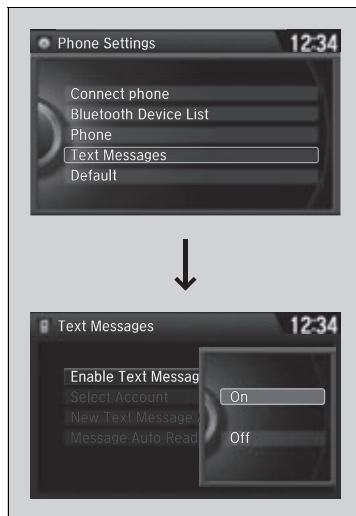 Phone Settings 12:34
Connect phone
Bluetooth Device List
Phone
Text Messages
Default
Text Messages 12:34
Enable Text Messag
On
Select Account
New Text Message
Message Auto Read
Off